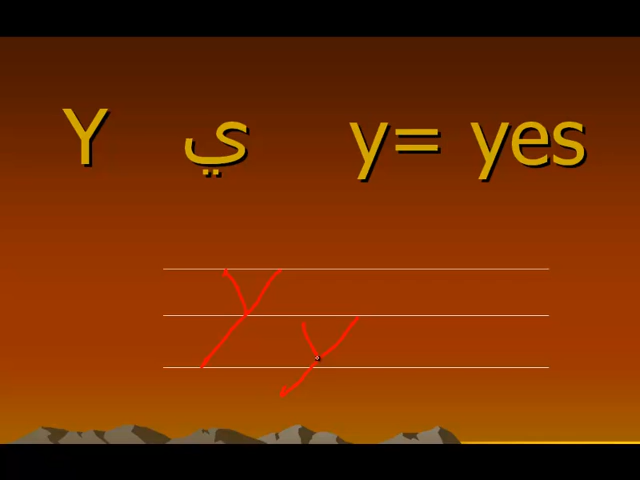 Y ي y= yes
Y y